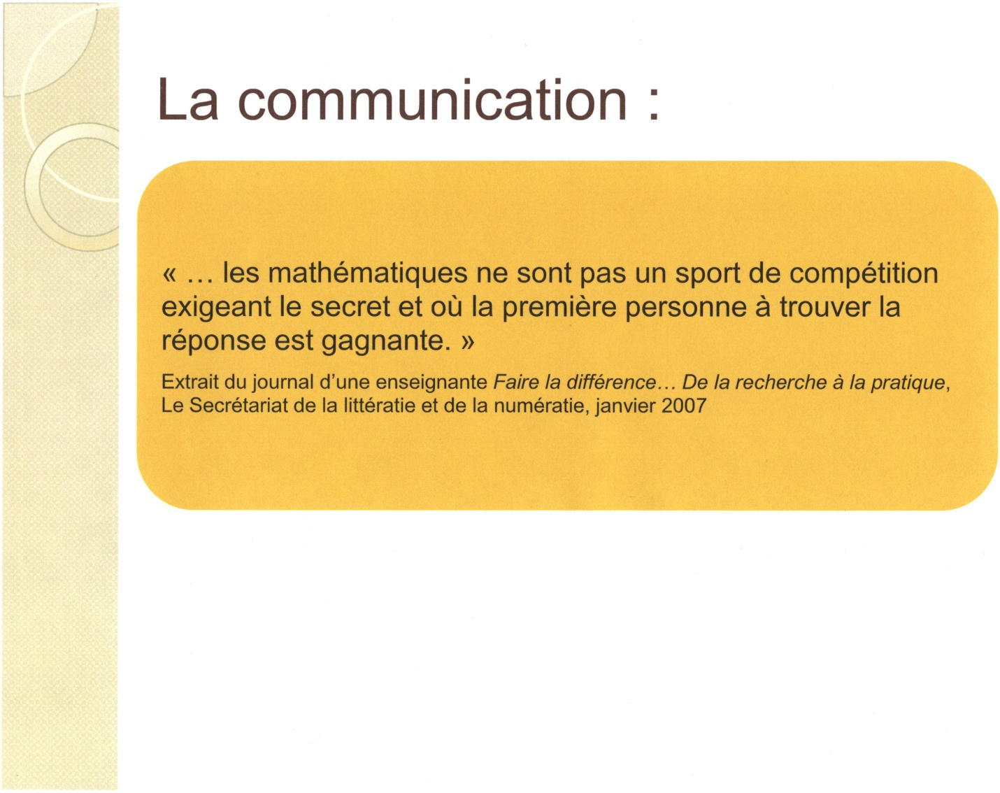 La communication :
« … les mathématiques ne sont pas un sport de compétition
exigeant le secret et où la première personne à trouver la
réponse est gagnante. »
Extrait du journal d’une enseignante Faire la différence… De la recherche à la pratique,
Le Secrétariat de la littératie et de la numératie, janvier 2007